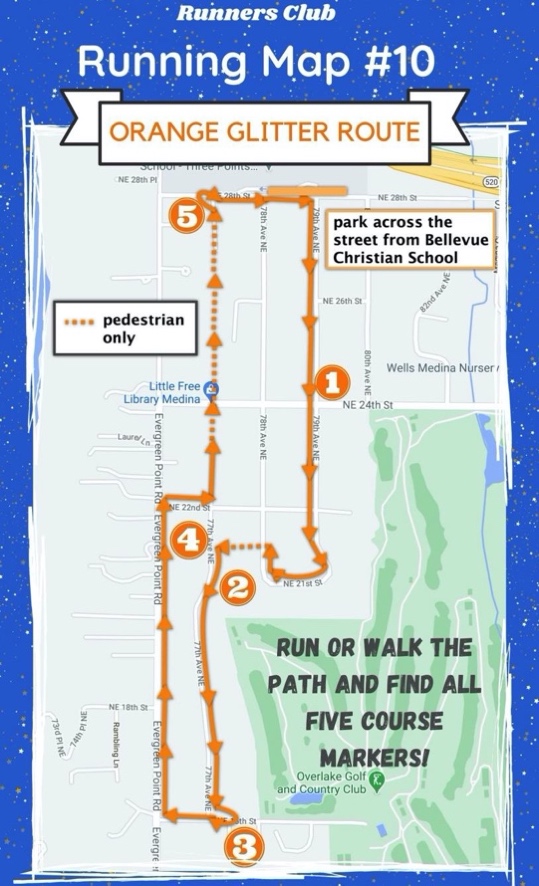 Runners Club
Running Map #10
ORANGE GLITTER ROUTE
School - Three Points...
NE 28th Pl
28th St
NE 28th St
520
5
78th Ave NE
79th Ave NE
park across the
street from Bellevue
Christian School
NE 26th St
82nd Ave NE
pedestrian
only
80th Ave NE
Wells Medina Nurser
1
Little Free
Library Medina
NE 24th St
Evergreen Point Rd
78th Ave NE
79th Ave NE
Laurel Ln
NE 22nd St
4
77th Ave NE
Evergreen Point Rd
2
NE 21st St
77th Ave NE
RUN OR WALK THE
PATH AND FIND ALL
FIVE COURSE
MARKERS!
NE 18th St
73rd Pl NE
74th Pl NE
Rambling Ln
Evergreen Point Rd
77th Ave NE
Overlake Golf
and Country Club
3